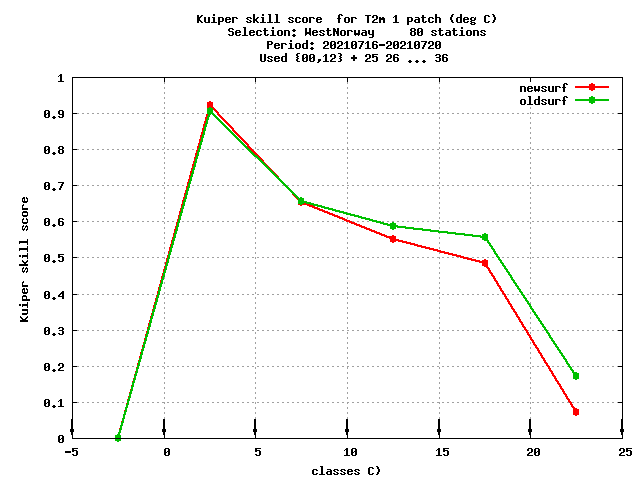 Kuiper skill score  for T2m 1 patch (deg C)
Selection: WestNorway     80 stations
Period: 20210716-20210720
Used {00,12} + 25 26 ... 36
newsurf
oldsurf
Kuiper skill score
1
0.9
0.8
0.7
0.6
0.5
0.4
0.3
0.2
0.1
0
-5 0 5 10 15 20 25
classes C)